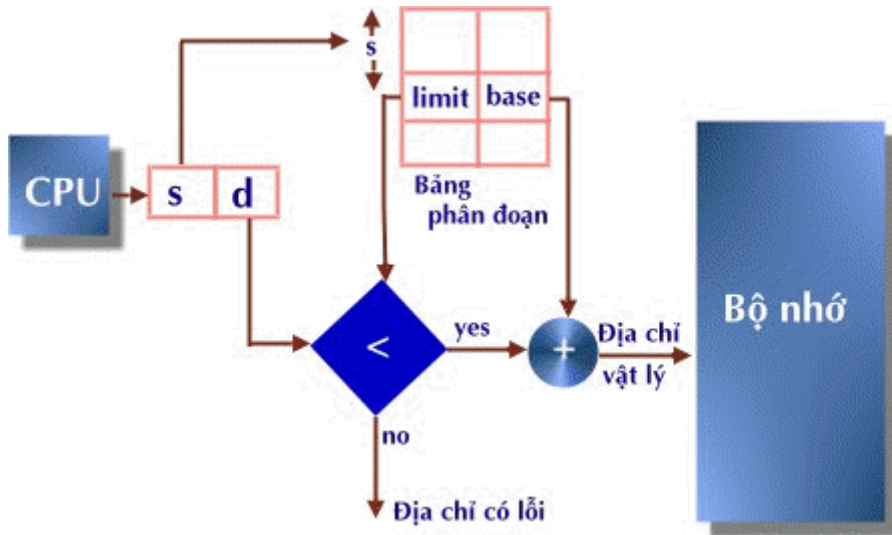 s
limit base
CPU
s d
Bảng
phân đoạn
Bộ nhớ
<
yes
+
Địa chỉ
vật lý
no
Địa chỉ có lỗi